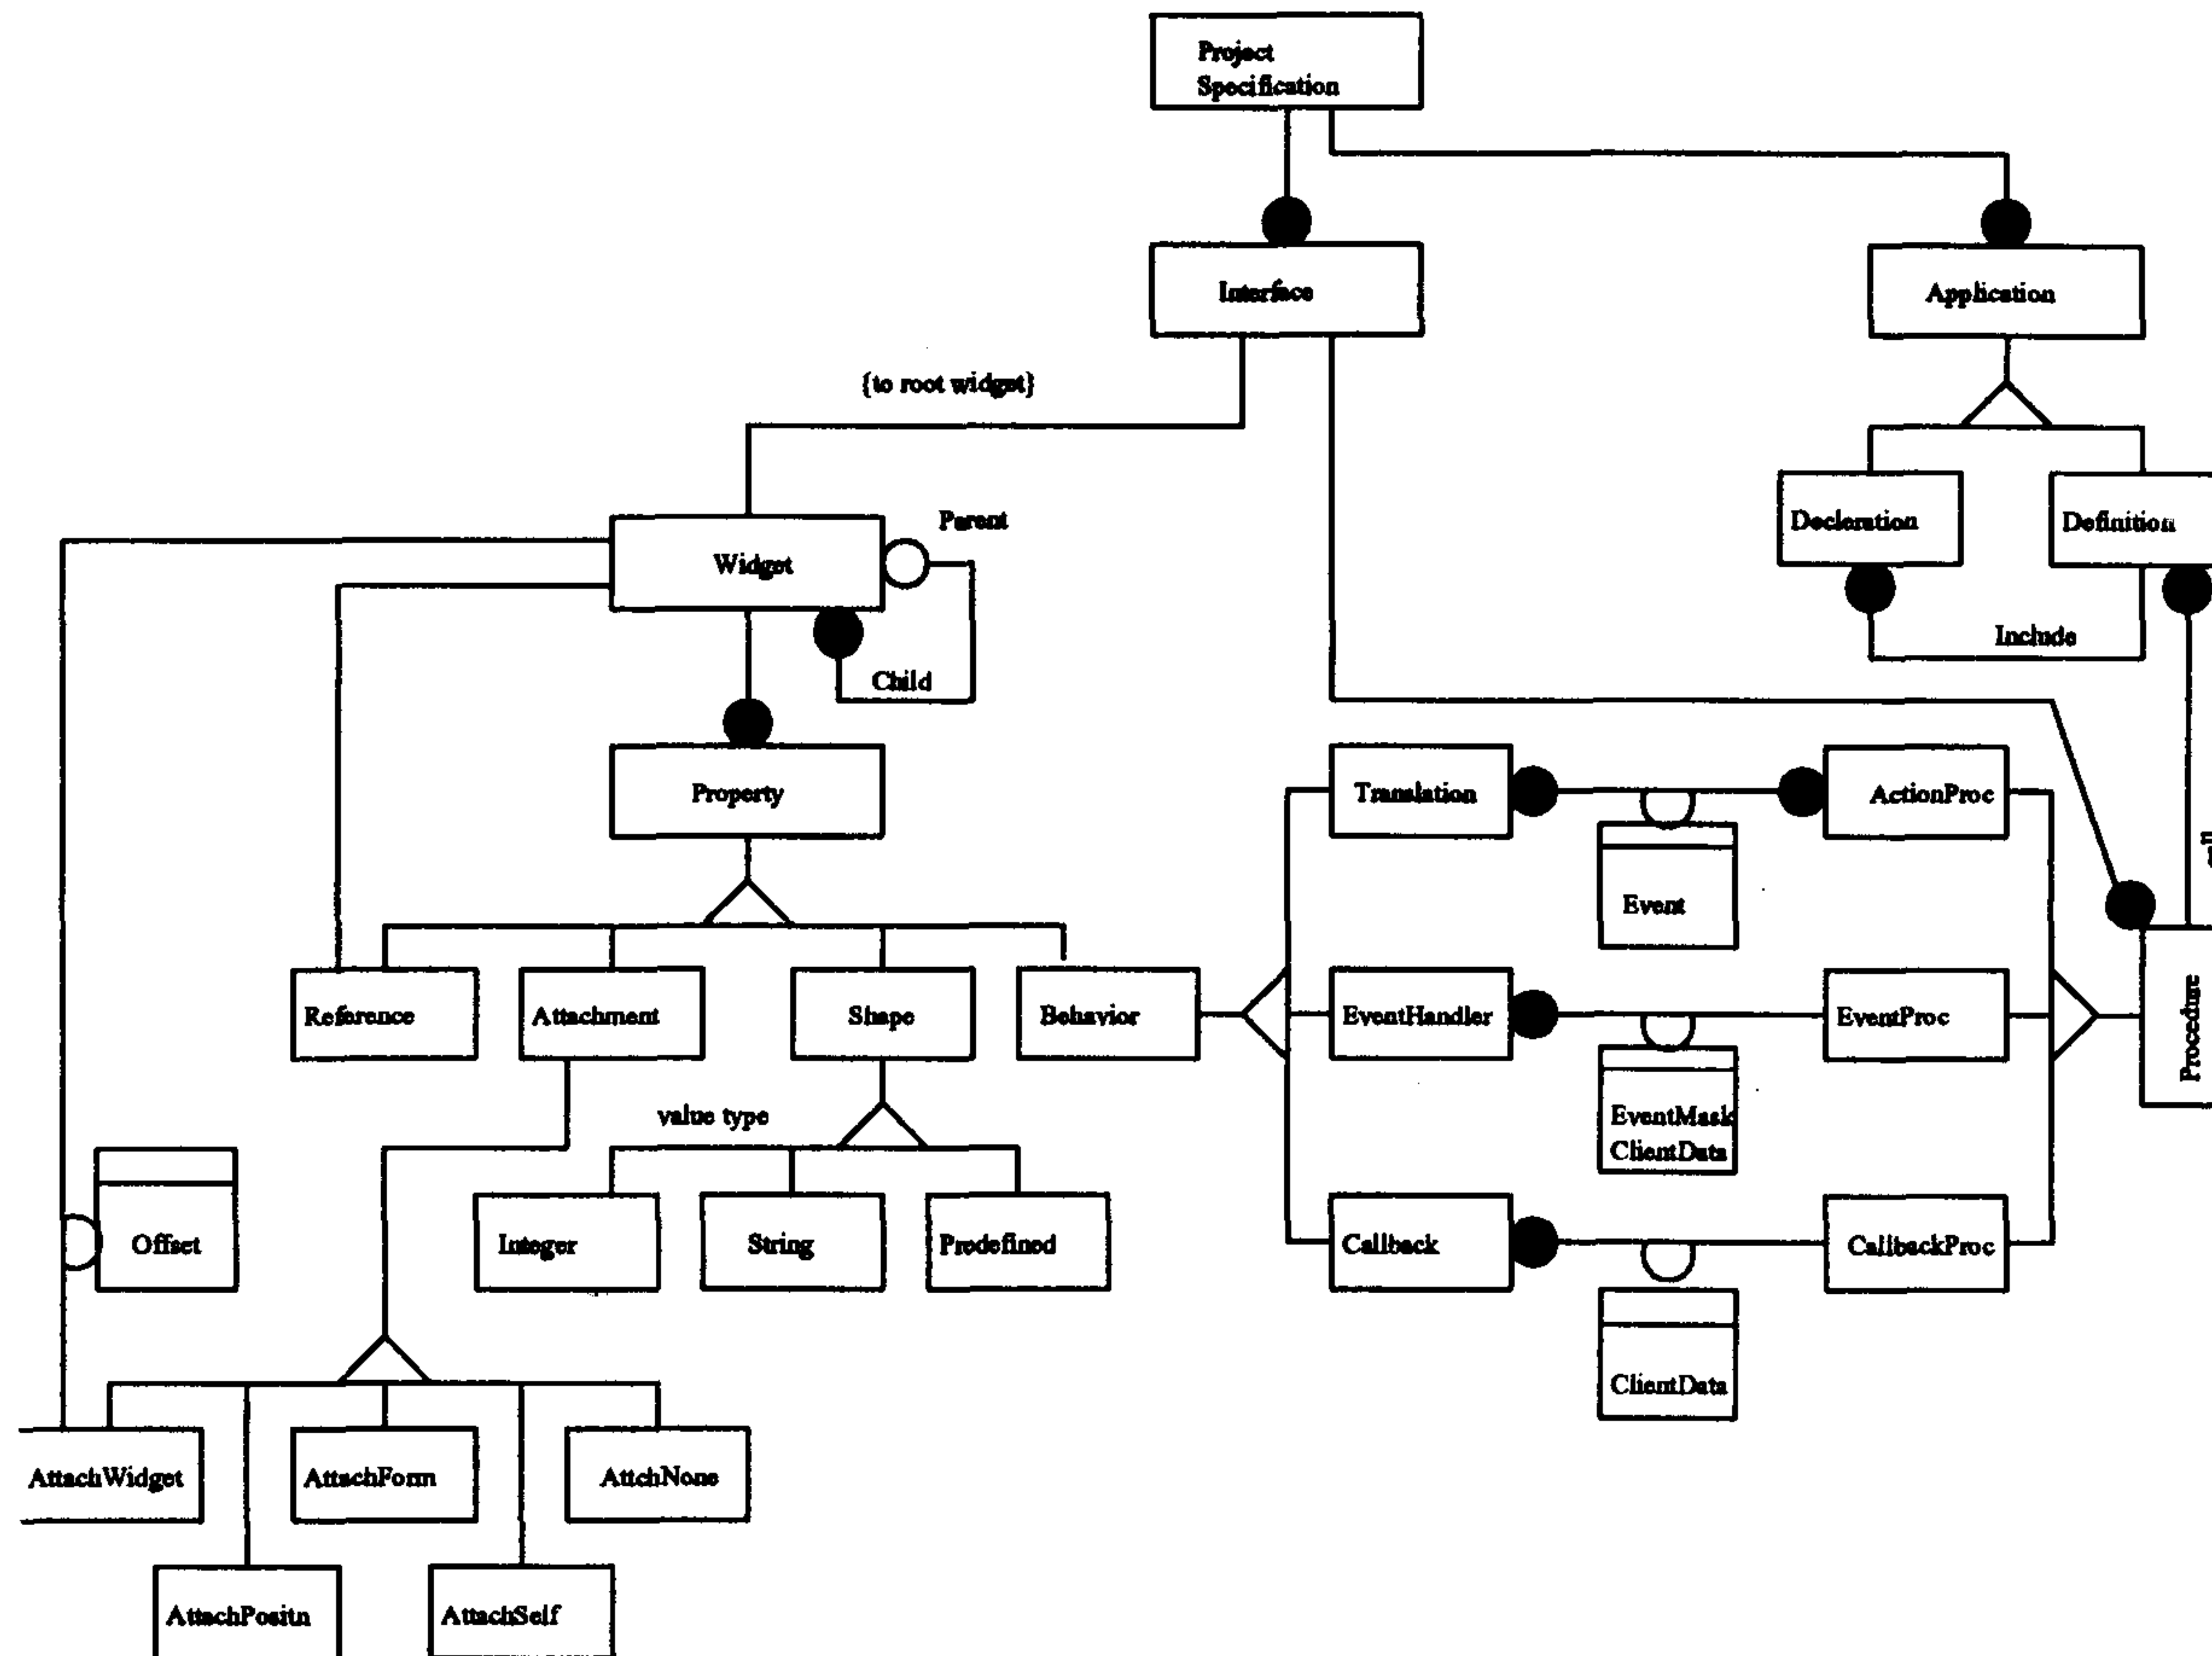 Project
Specification
Interface
Application
{to root widget}
Parent
Widget
Decleration
Definition
Include
Child
Property
Translation
ActionProc
Event
Reference
Attachment
Shape
Behavior
EventHandler
EventProc
Procedure
value type
EventMask
ClientData
Offset
Integer
String
Predefined
Callback
CallbackProc
ClientData
AttachWidget
AttachForm
AttchNone
AttachPositn
AttachSelf